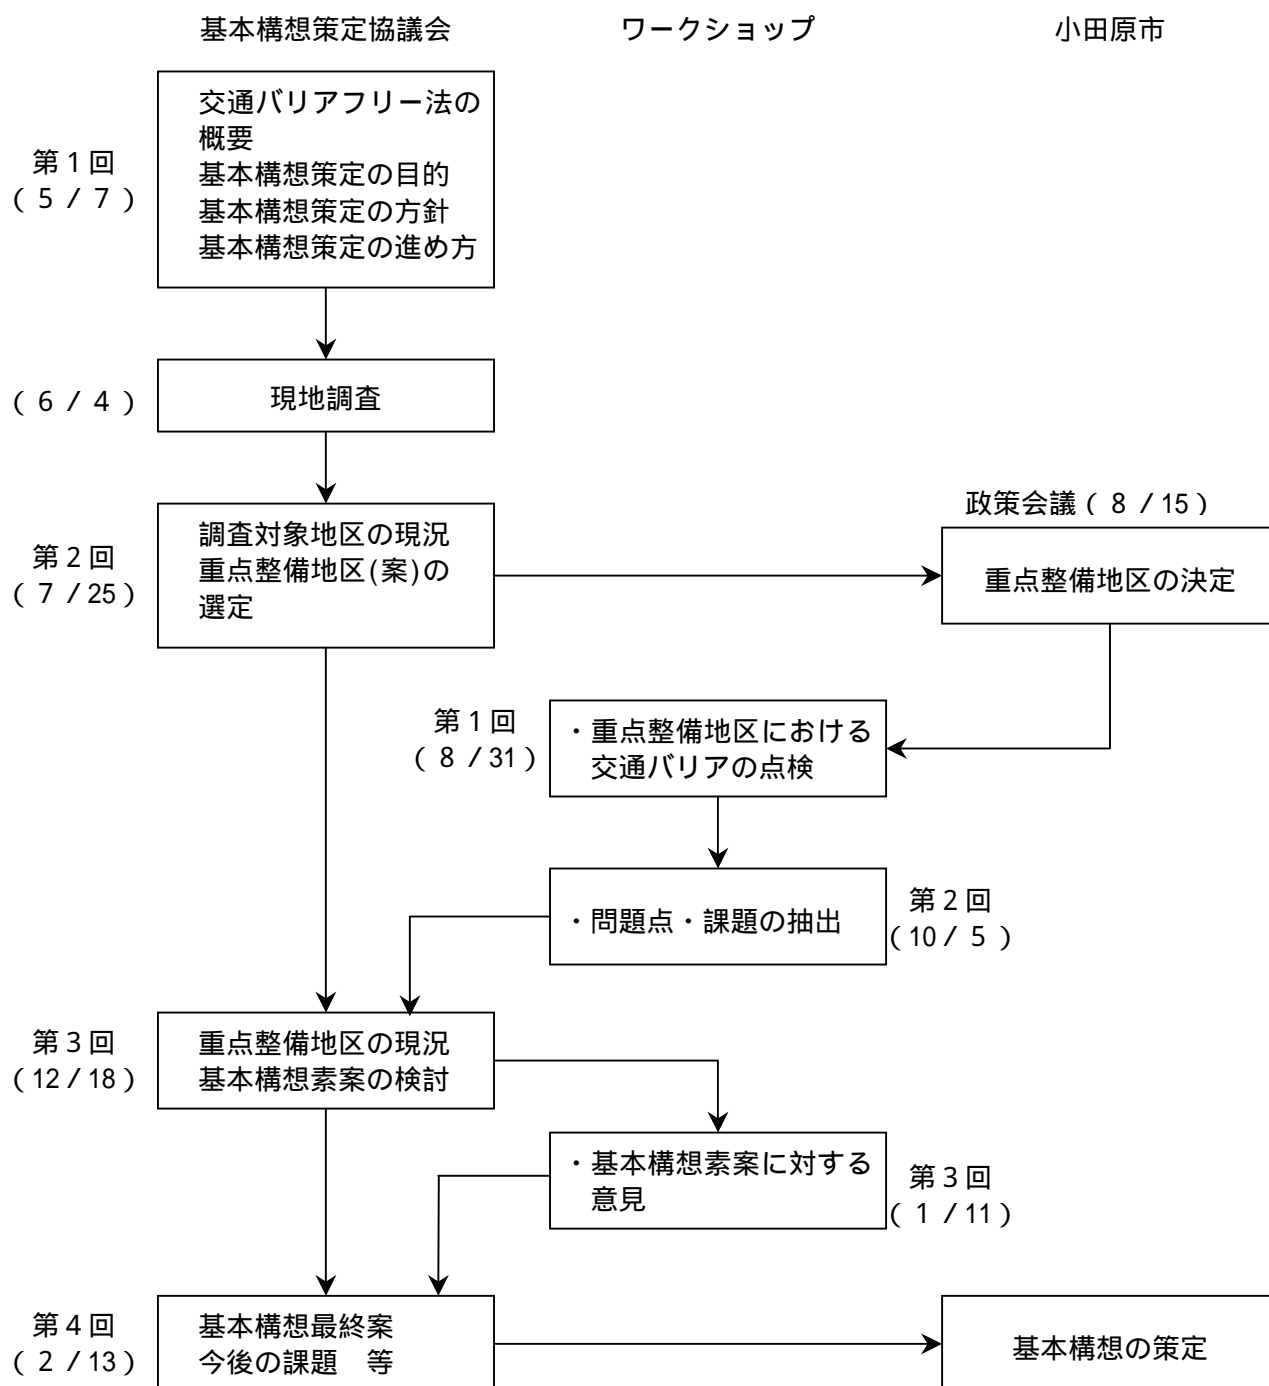 基本構想策定協議会
ワークショップ
小田原市
第1回
(5/7)
交通バリアフリー法の
概要
基本構想策定の目的
基本構想策定の方針
基本構想策定の進め方
(6/4)
現地調査
第2回
(7/25)
調査対象地区の現況
重点整備地区(案)の
選定
政策会議(8/15)
重点整備地区の決定
第1回
(8/31)
・重点整備地区における
交通バリアの点検
・問題点・課題の抽出
第2回
(10/5)
第3回
(12/18)
重点整備地区の現況
基本構想素案の検討
・基本構想素案に対する
意見
第3回
(1/11)
第4回
(2/13)
基本構想最終案
今後の課題 等
基本構想の策定